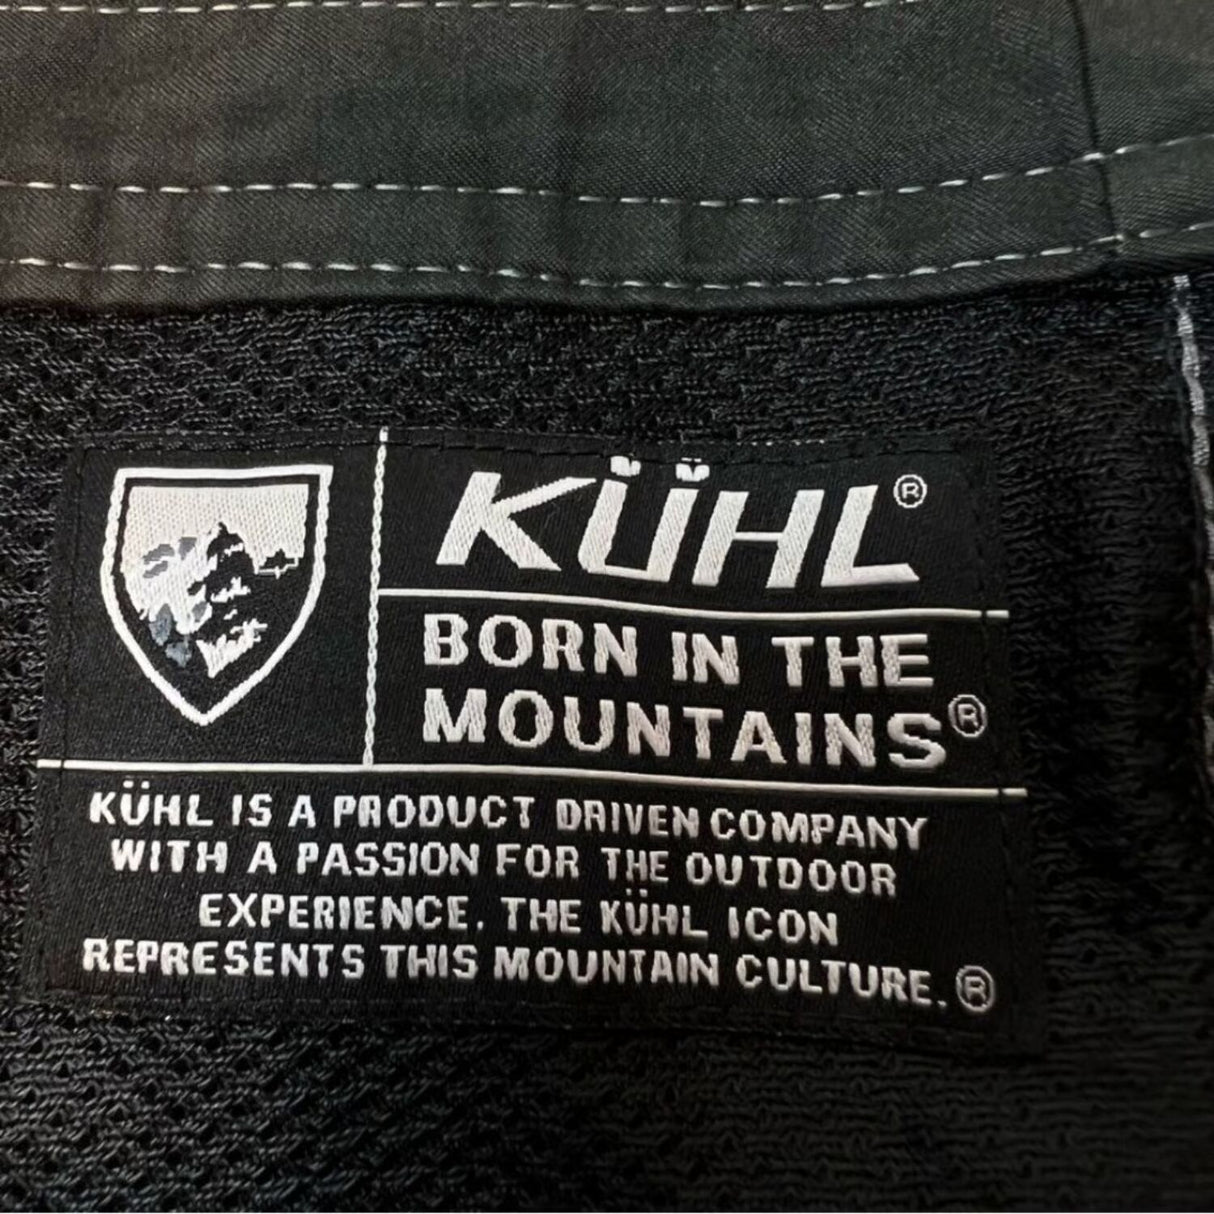 KÜHL®
BORN IN THE
MOUNTAINS®
KÜHL IS A PRODUCT DRIVEN COMPANY
WITH A PASSION FOR THE OUTDOOR
EXPERIENCE. THE KÜHL ICON
REPRESENTS THIS MOUNTAIN CULTURE.®